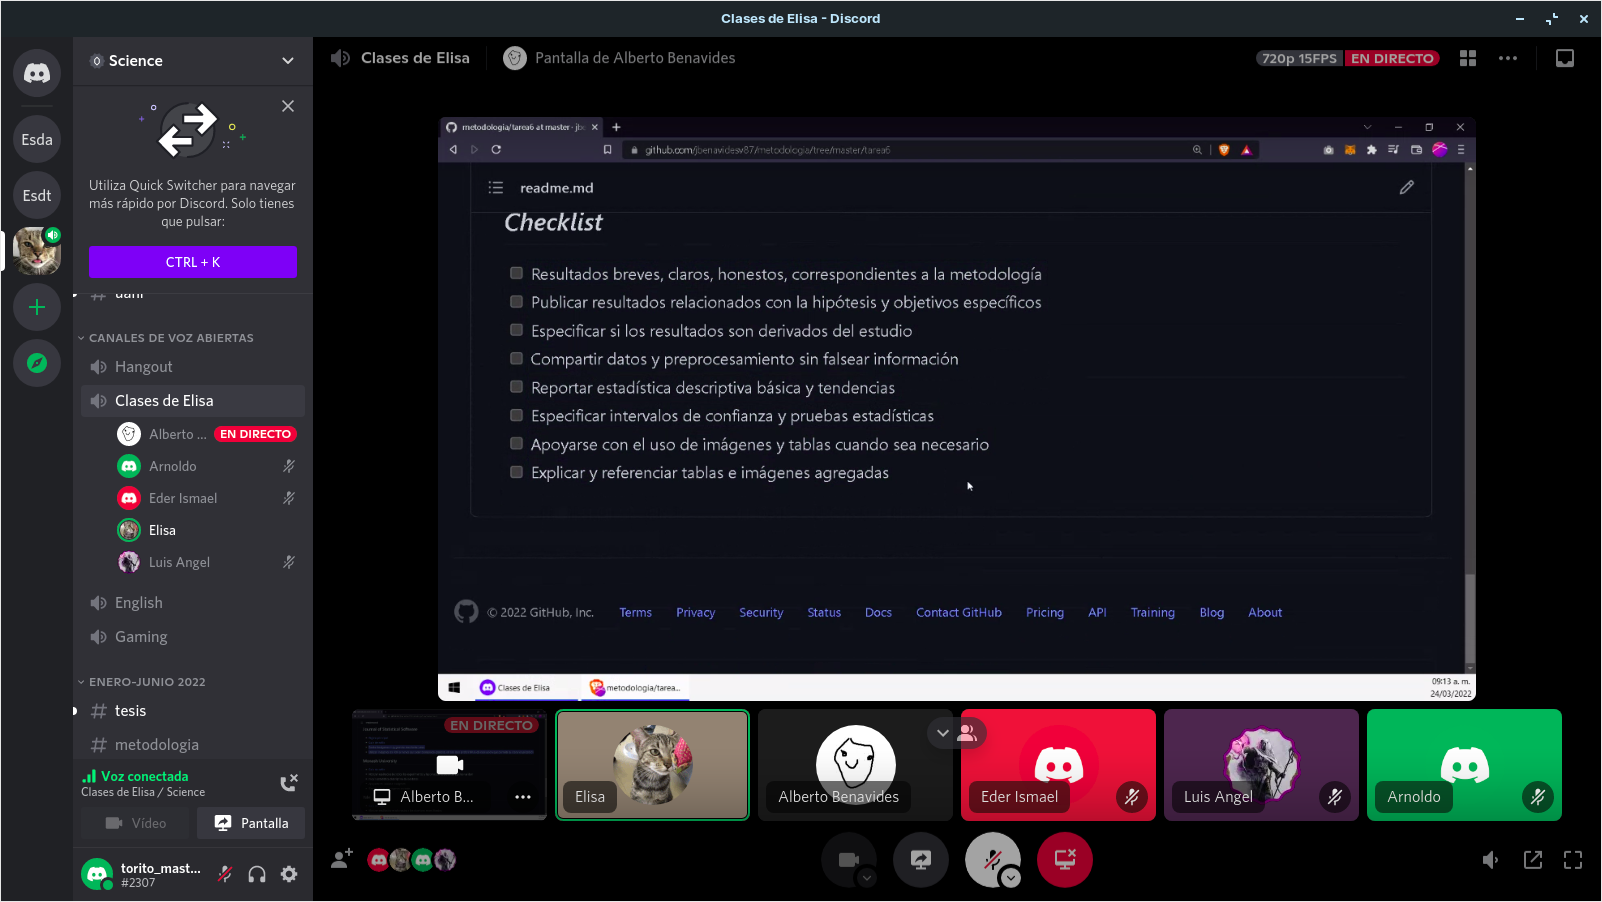 Clases de Elisa - Discord
Science
Utiliza Quick Switcher para navegar
más rápido por Discord. Solo tienes
que pulsar:
CTRL + K
Esda
Esdt
dani
CANALES DE VOZ ABIERTAS
Hangout
Clases de Elisa
Alberto ... EN DIRECTO
Arnoldo
Eder Ismael
Elisa
Luis Angel
English
Gaming
ENERO-JUNIO 2022
tesis
metodologia
Voz conectada
Clases de Elisa / Science
Vídeo
Pantalla
torito_mast...
#2307
Clases de Elisa
Pantalla de Alberto Benavides
720p 15FPS EN DIRECTO
metodologia/tarea6 at master · jb
github.com/jbenavidesv87/metodologia/tree/master/tarea6
readme.md
Checklist
Resultados breves, claros, honestos, correspondientes a la metodología
Publicar resultados relacionados con la hipótesis y objetivos específicos
Especificar si los resultados son derivados del estudio
Compartir datos y preprocesamiento sin falsear información
Reportar estadística descriptiva básica y tendencias
Especificar intervalos de confianza y pruebas estadísticas
Apoyarse con el uso de imágenes y tablas cuando sea necesario
Explicar y referenciar tablas e imágenes agregadas
© 2022 GitHub, Inc. Terms Privacy Security Status Docs Contact GitHub Pricing API Training Blog About
Clases de Elisa
metodologia/tarea...
09:13 a. m.
24/03/2022
EN DIRECTO
Alberto B...
Elisa
Alberto Benavides
Eder Ismael
Luis Angel
Arnoldo